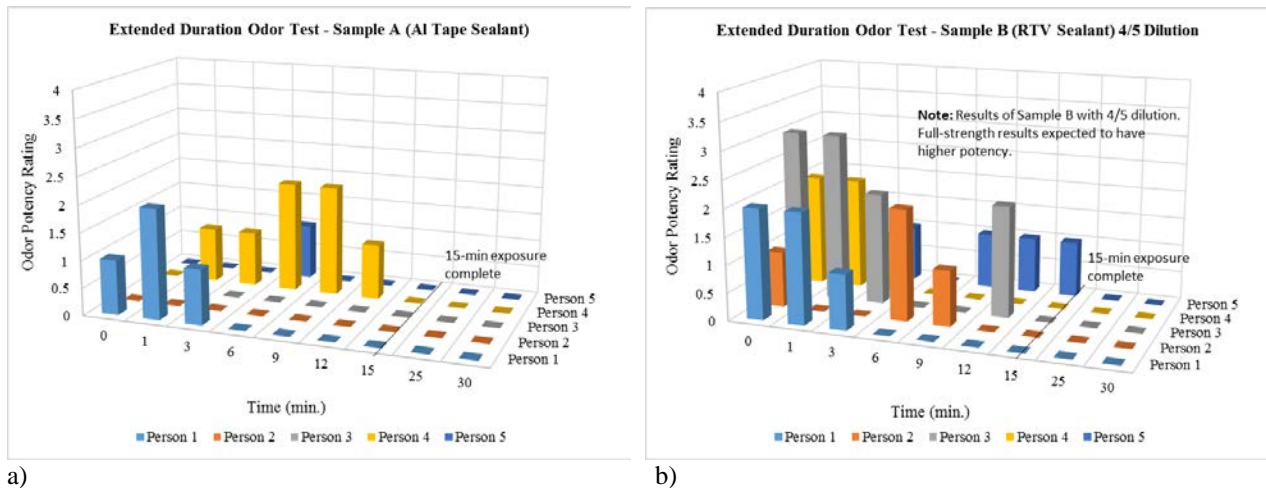 Extended Duration Odor Test - Sample A (Al Tape Sealant)
Odor Potency Rating
4
3.5
3
2.5
2
1.5
1
0.5
0
15-min exposure
complete
Person 5
Person 4
Person 3
Person 2
Person 1
0 1 3 6 9 12 15 25 30
Time (min.)
Person 1 Person 2 Person 3 Person 4 Person 5
a)
Extended Duration Odor Test - Sample B (RTV Sealant) 4/5 Dilution
Note: Results of Sample B with 4/5 dilution.
Full-strength results expected to have
higher potency.
Odor Potency Rating
4
3.5
3
2.5
2
1.5
1
0.5
0
15-min exposure
complete
Person 5
Person 4
Person 3
Person 2
Person 1
0 1 3 6 9 12 15 25 30
Time (min.)
Person 1 Person 2 Person 3 Person 4 Person 5
b)